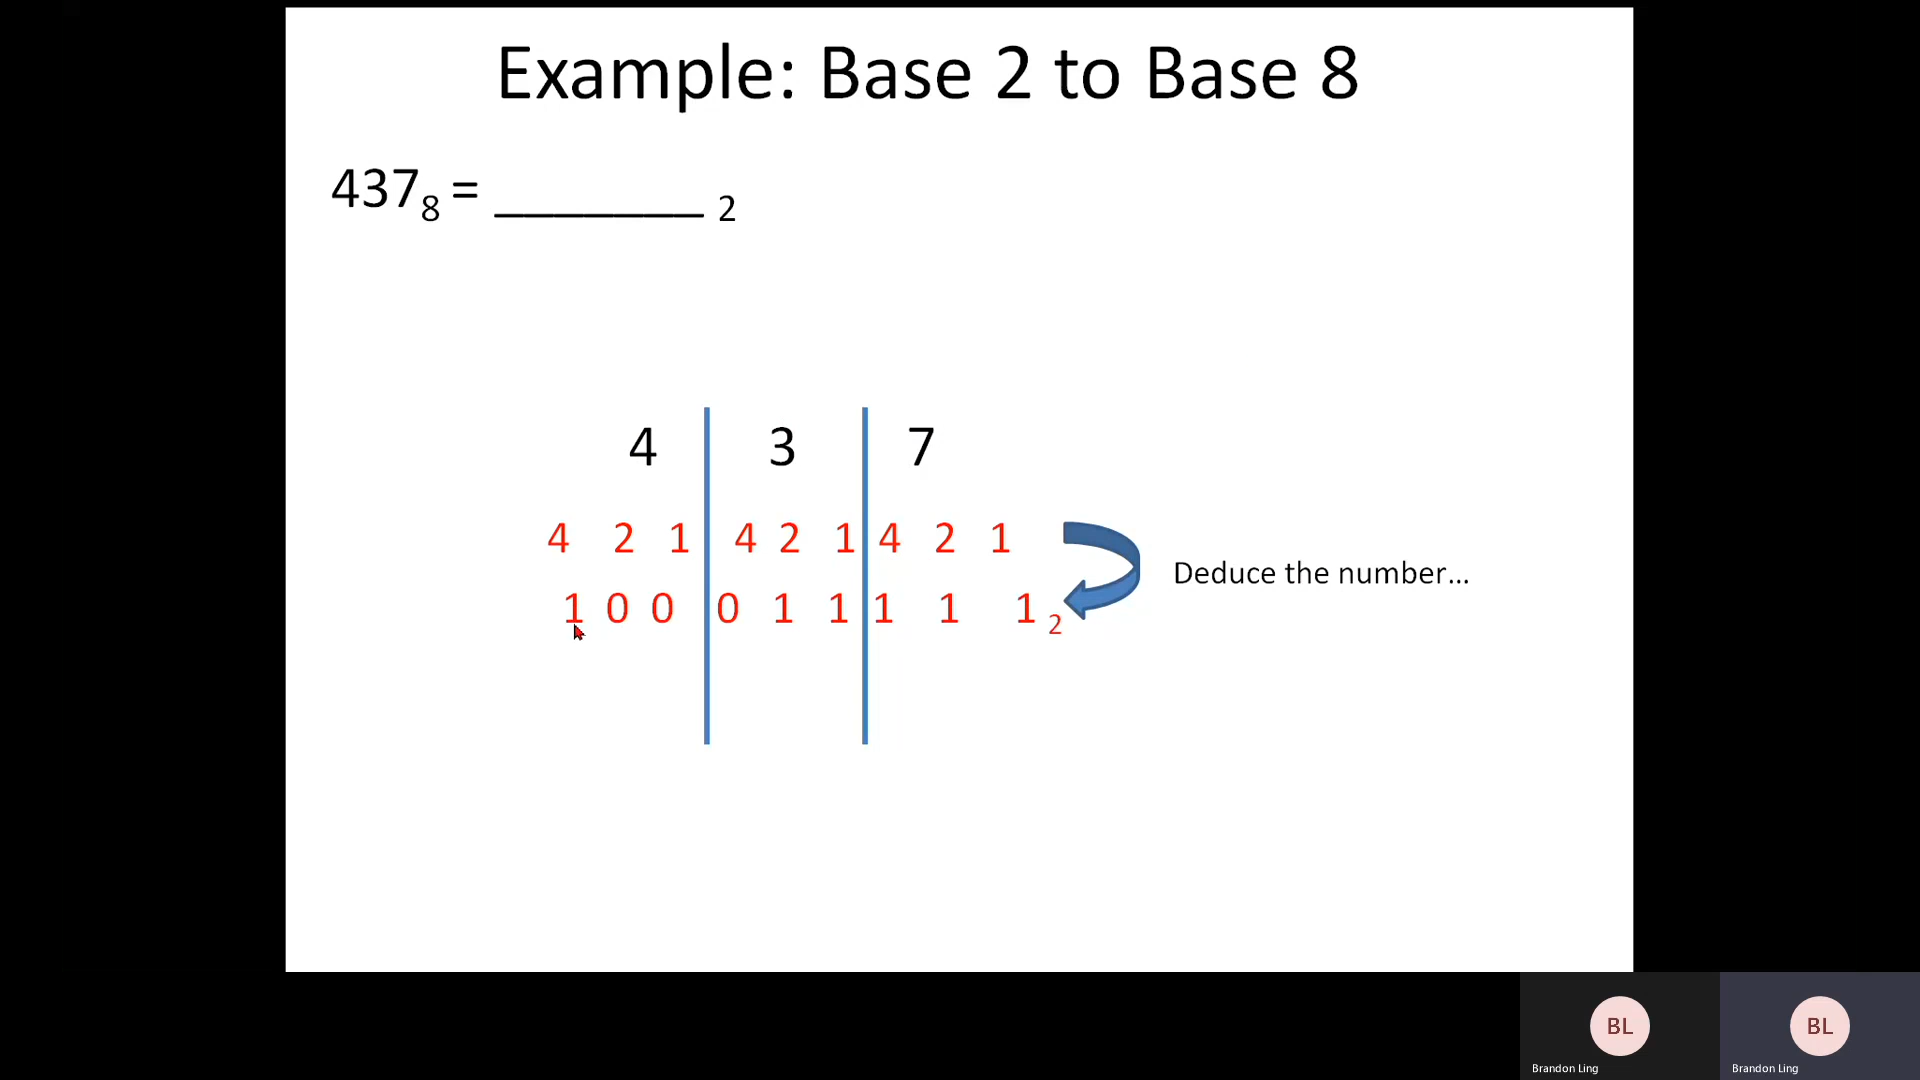 Example: Base 2 to Base 8
437₈ = _______ ₂
4 3 7
4 2 1 4 2 1 4 2 1
Deduce the number...
1 0 0 0 1 1 1 1 1 ₂
BL BL
Brandon Ling Brandon Ling